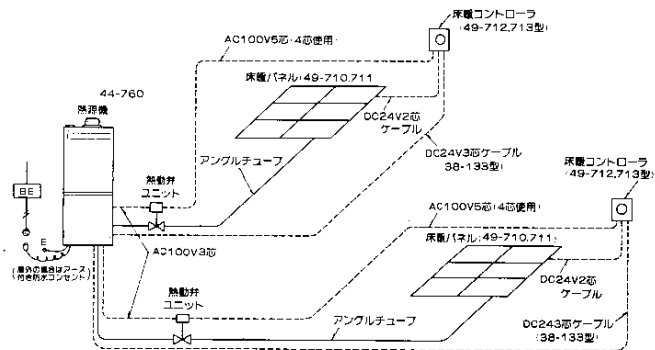 床暖コントローラ
(49-712,713型)
AC100V5芯(4芯使用)
床暖パネル(49-710,711)
44-760
熱源機
DC24V2芯
ケーブル
DC24V3芯ケーブル
(38-133型)
アングルチューブ
熱動弁
ユニット
BE
E
AC100V3芯
(屋外の場合はアース
付き防水コンセント)
床暖コントローラ
(49-712,713型)
AC100V5芯(4芯使用)
床暖パネル(49-710,711)
DC24V2芯
ケーブル
熱動弁
ユニット
アングルチューブ
DC243芯ケーブル
(38-133型)